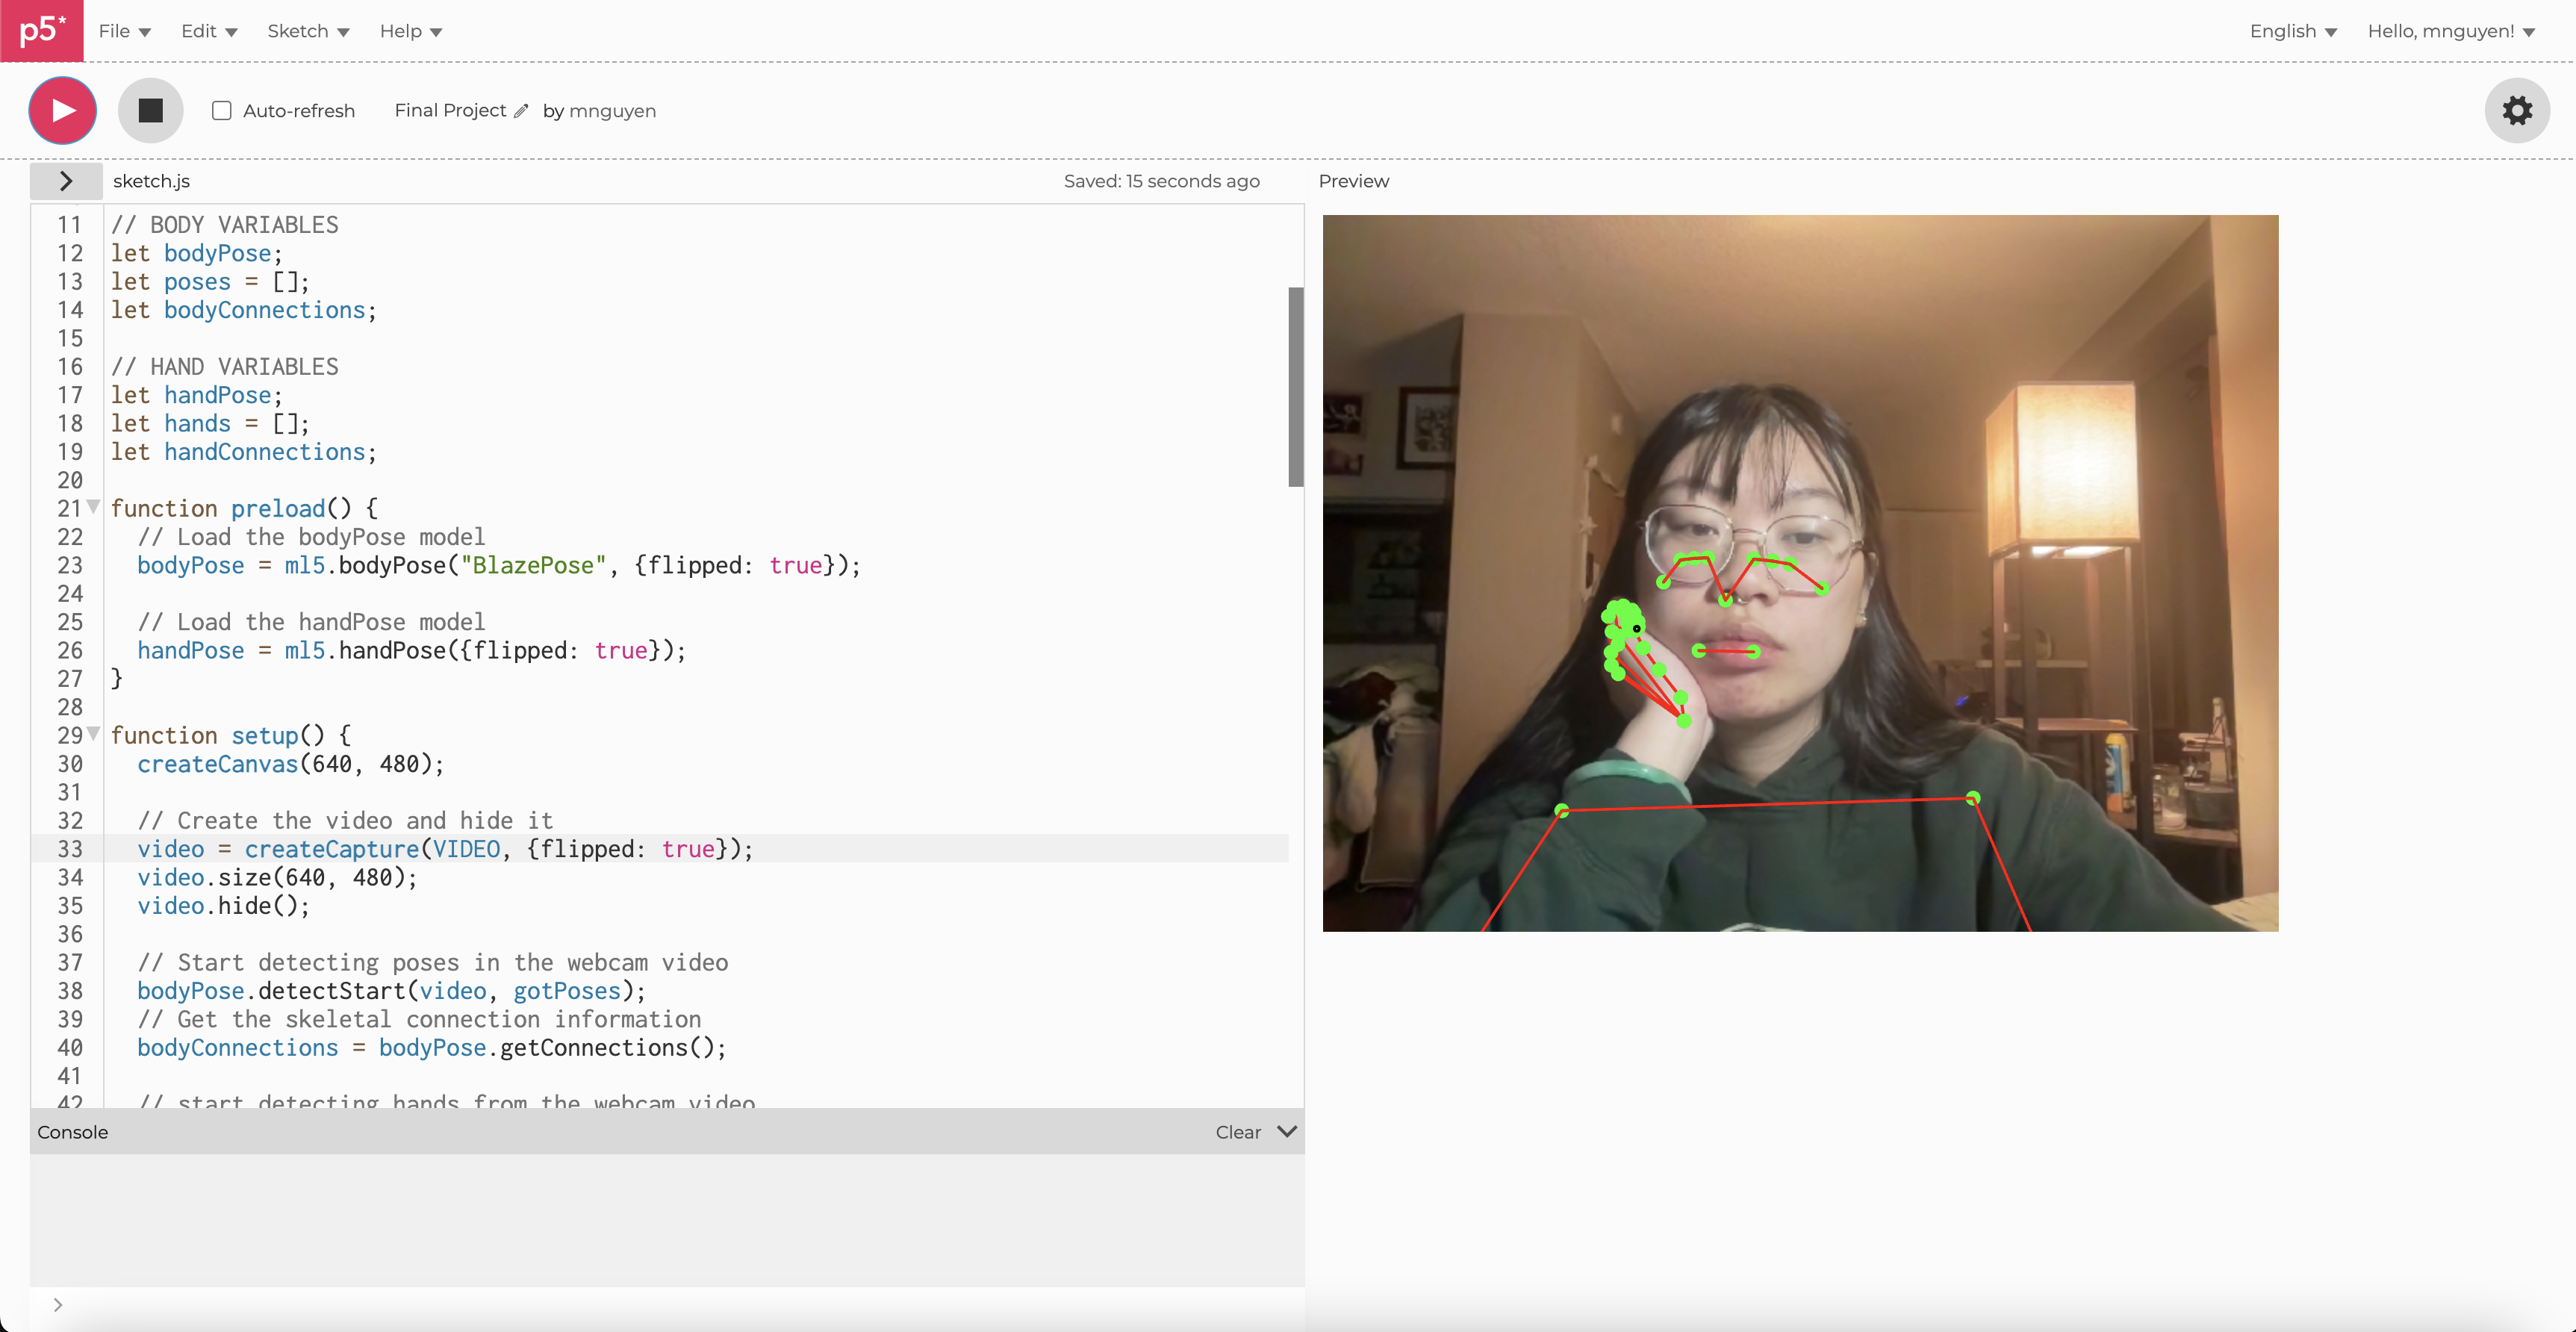 p5* File Edit Sketch Help English Hello, mnguyen!
Auto-refresh Final Project by mnguyen
> sketch.js Saved: 15 seconds ago Preview
11 // BODY VARIABLES
12 let bodyPose;
13 let poses = [];
14 let bodyConnections;
15
16 // HAND VARIABLES
17 let handPose;
18 let hands = [];
19 let handConnections;
20
21 function preload() {
22 // Load the bodyPose model
23 bodyPose = ml5.bodyPose("BlazePose", {flipped: true});
24
25 // Load the handPose model
26 handPose = ml5.handPose({flipped: true});
27 }
28
29 function setup() {
30 createCanvas(640, 480);
31
32 // Create the video and hide it
33 video = createCapture(VIDEO, {flipped: true});
34 video.size(640, 480);
35 video.hide();
36
37 // Start detecting poses in the webcam video
38 bodyPose.detectStart(video, gotPoses);
39 // Get the skeletal connection information
40 bodyConnections = bodyPose.getConnections();
41
42 // start detecting hands from the webcam video
Console Clear
>